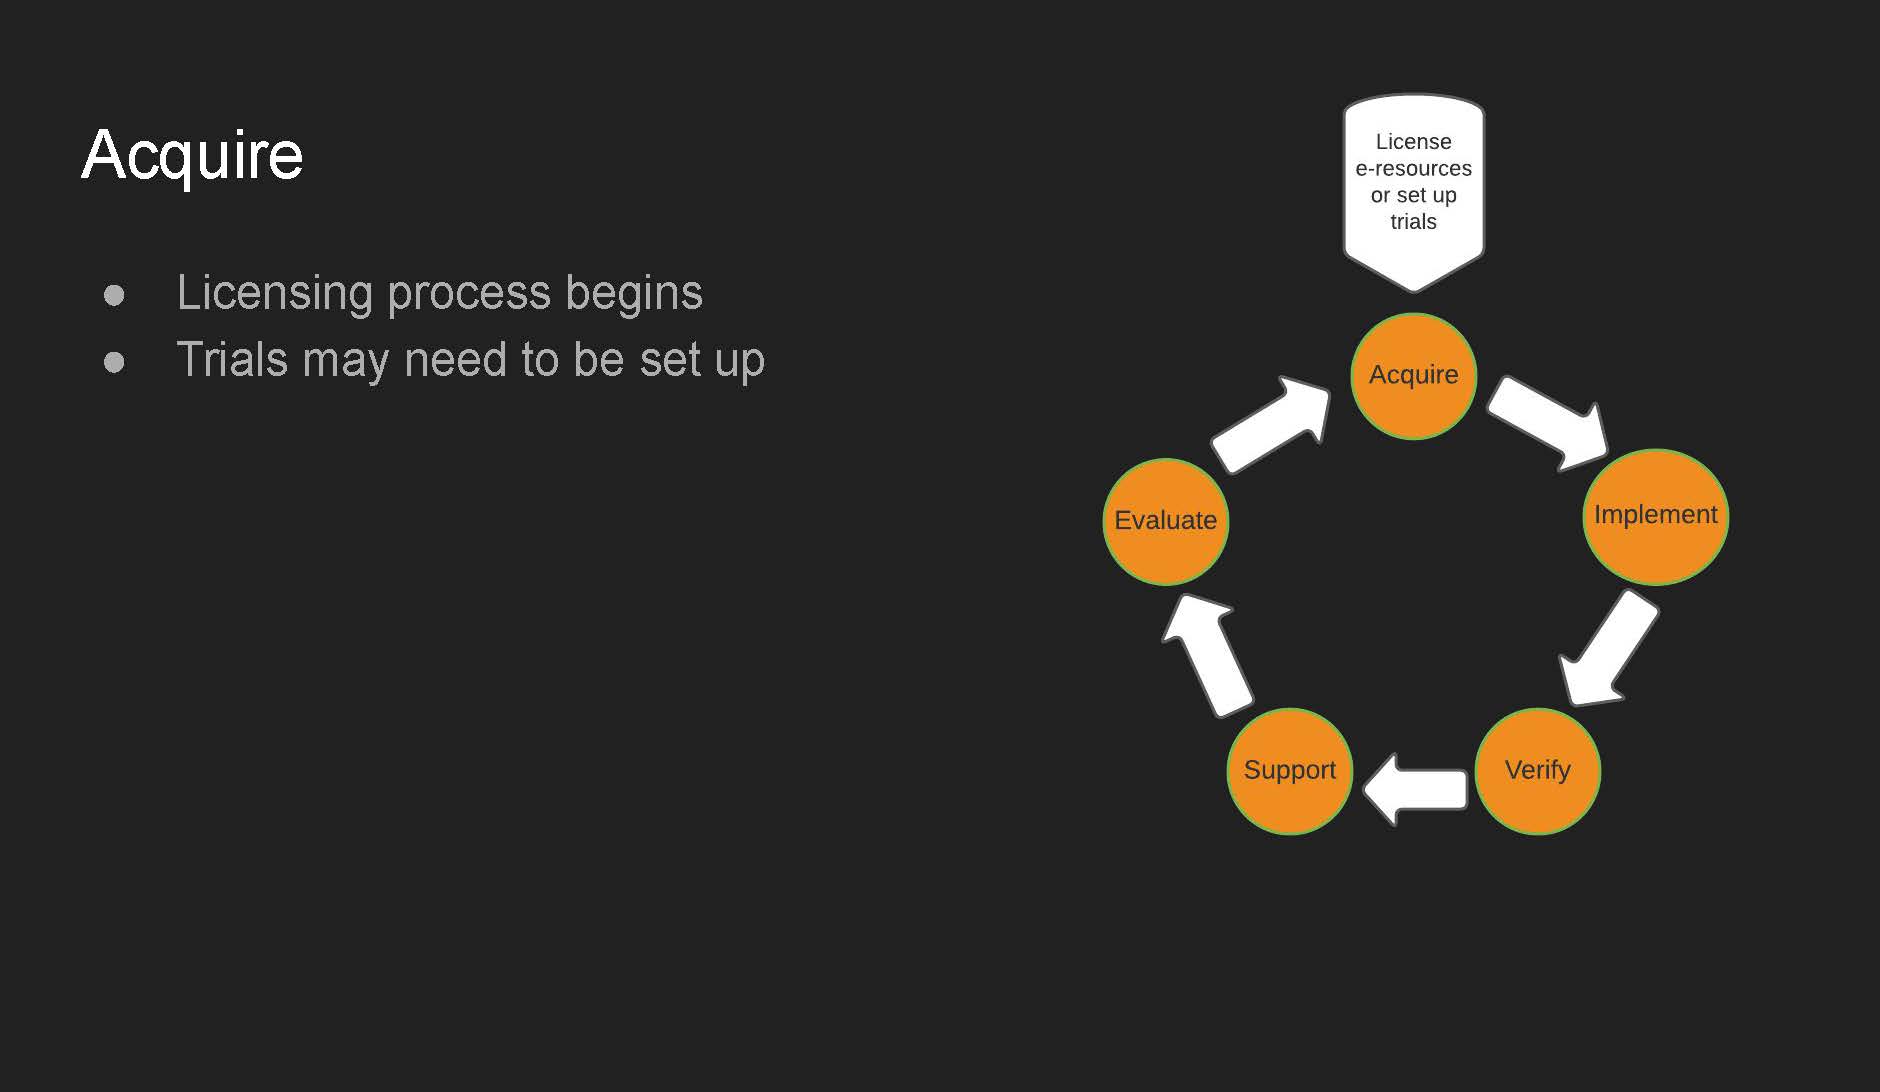 Acquire
● Licensing process begins
● Trials may need to be set up
License
e-resources
or set up
trials
Acquire
Implement
Verify
Support
Evaluate